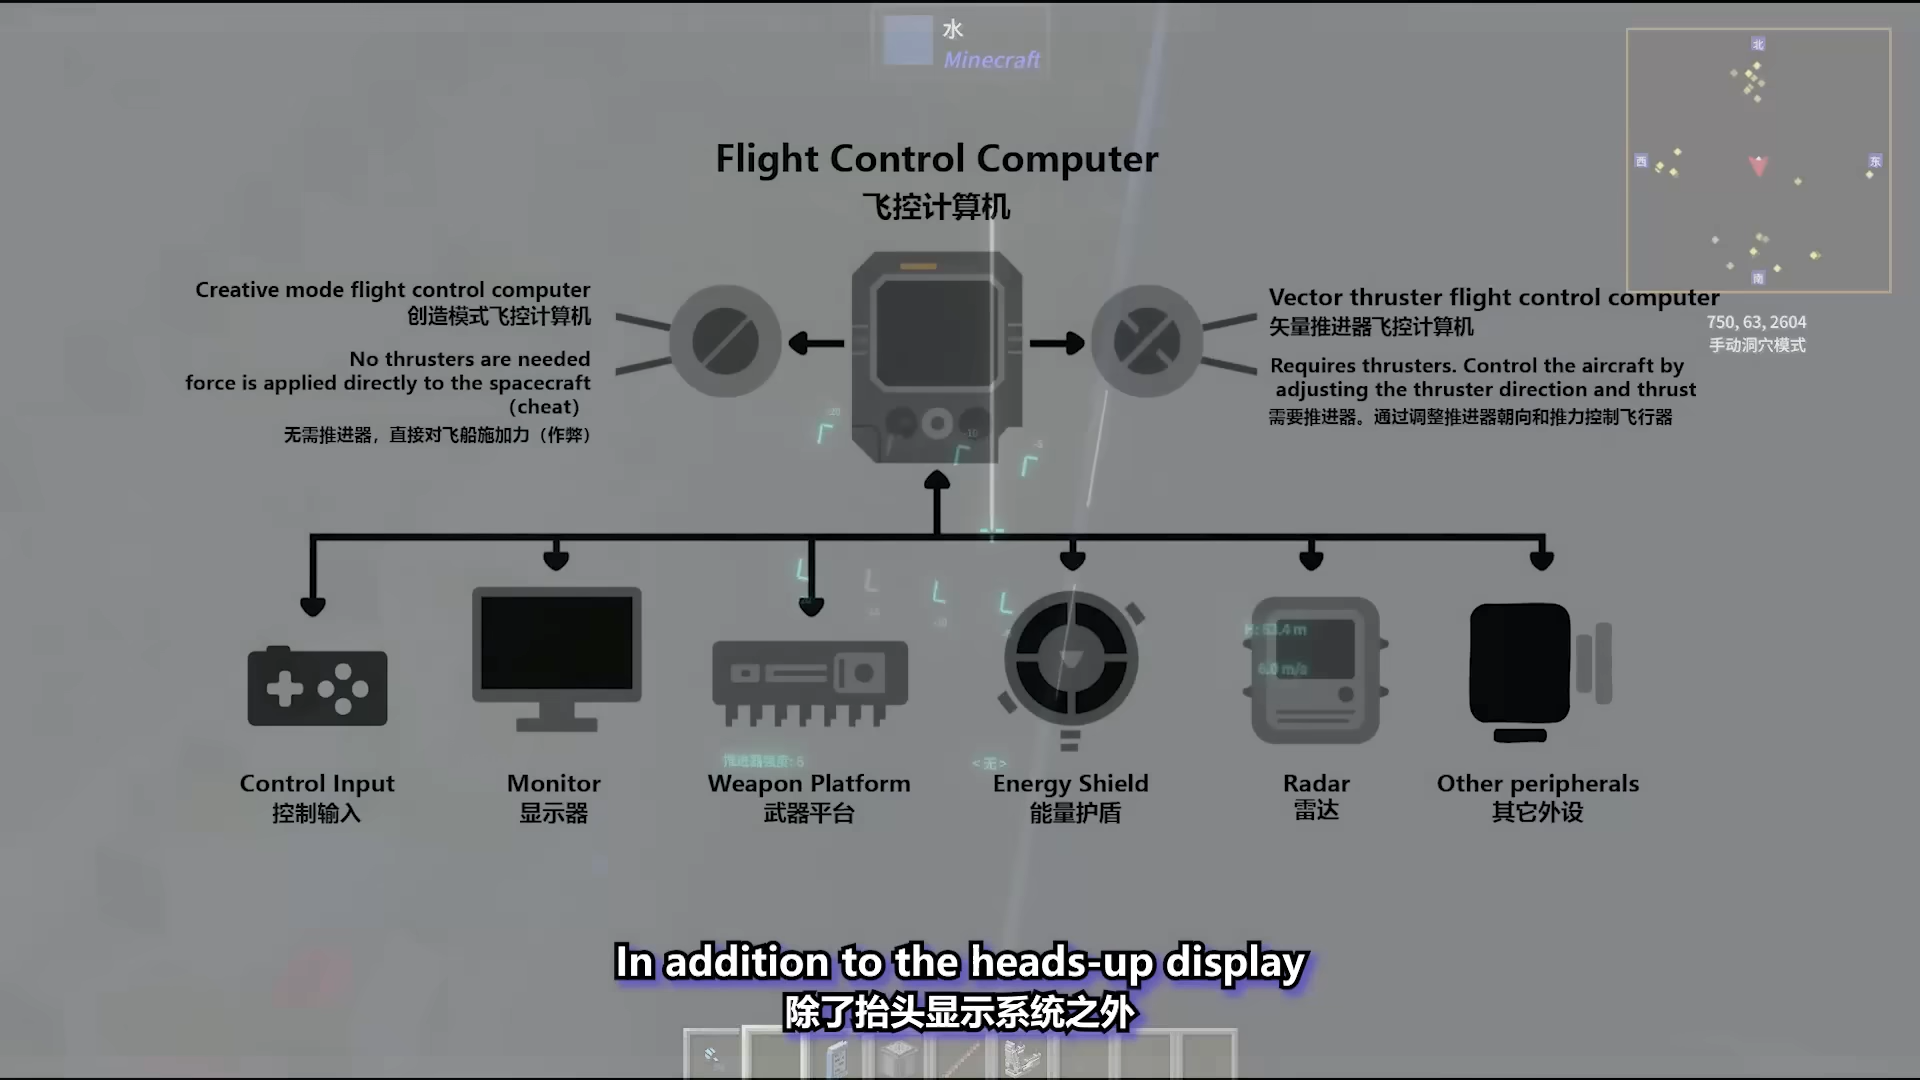 水
Minecraft
北
西
东
南
750, 63, 2604
手动洞穴模式
Flight Control Computer
飞控计算机
Creative mode flight control computer
创造模式飞控计算机
No thrusters are needed
force is applied directly to the spacecraft
(cheat)
无需推进器，直接对飞船施加力（作弊）
Vector thruster flight control computer
矢量推进器飞控计算机
Requires thrusters. Control the aircraft by
adjusting the thruster direction and thrust
需要推进器。通过调整推进器朝向和推力控制飞行器
-10
-5
H: 63.4 m
6.0 m/s
<无>
Control Input
控制输入
Monitor
显示器
Weapon Platform
武器平台
Energy Shield
能量护盾
Radar
雷达
Other peripherals
其它外设
In addition to the heads-up display
除了抬头显示系统之外